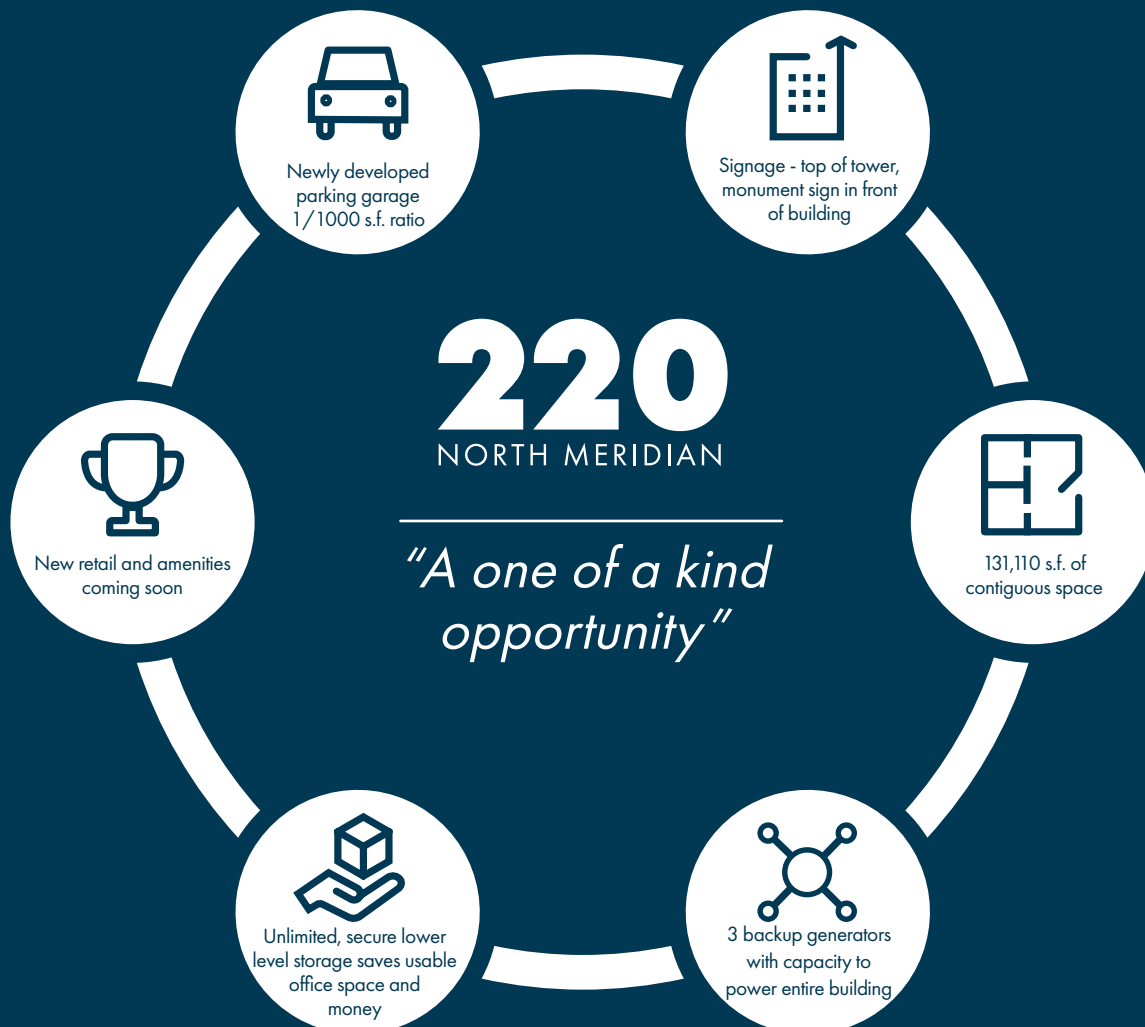 Newly developed
parking garage
1/1000 s.f. ratio
Signage - top of tower,
monument sign in front
of building
220
NORTH MERIDIAN
"A one of a kind
opportunity"
New retail and amenities
coming soon
131,110 s.f. of
contiguous space
Unlimited, secure lower
level storage saves usable
office space and
money
3 backup generators
with capacity to
power entire building